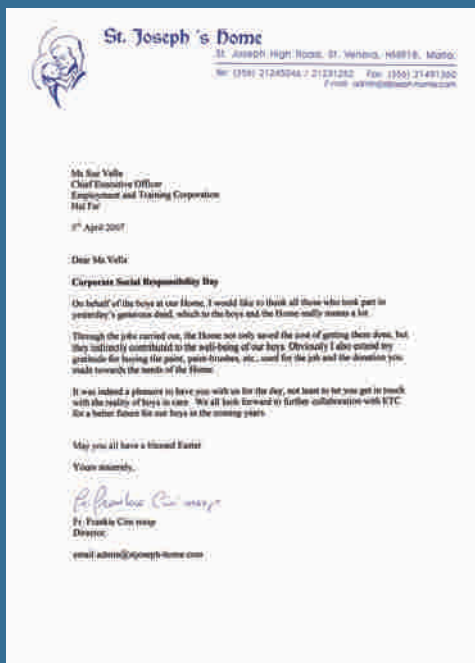 St. Joseph 's Home
St. Joseph High Road, St. Venera, HMR18, Malta.
Tel: (356) 21245046 / 21231252 Fax: (356) 21491360
E-mail: admin@stjoseph-home.com
Ms Sue Vella
Chief Executive Officer
Employment and Training Corporation
Hal Far
5th April 2007
Dear Ms Vella
Corporate Social Responsibility Day
On behalf of the boys at our Home, I would like to thank all those who took part in
yesterday's generous deed, which to the boys and the Home really means a lot.
Through the jobs carried out, the Home not only saved the cost of getting them done, but
they indirectly contributed to the well-being of our boys. Obviously I also extend my
gratitude for buying the paint, paint-brushes, etc., used for the job and the donation you
made towards the needs of the Home.
It was indeed a pleasure to have you with us for the day, not least to let you get in touch
with the reality of boys in care. We all look forward to further collaboration with ETC
for a better future for our boys in the coming years.
May you all have a blessed Easter
Yours sincerely,
Fr. Frankie Cini mssp
Fr. Frankie Cini mssp
Director.
email:admin@stjoseph-home.com